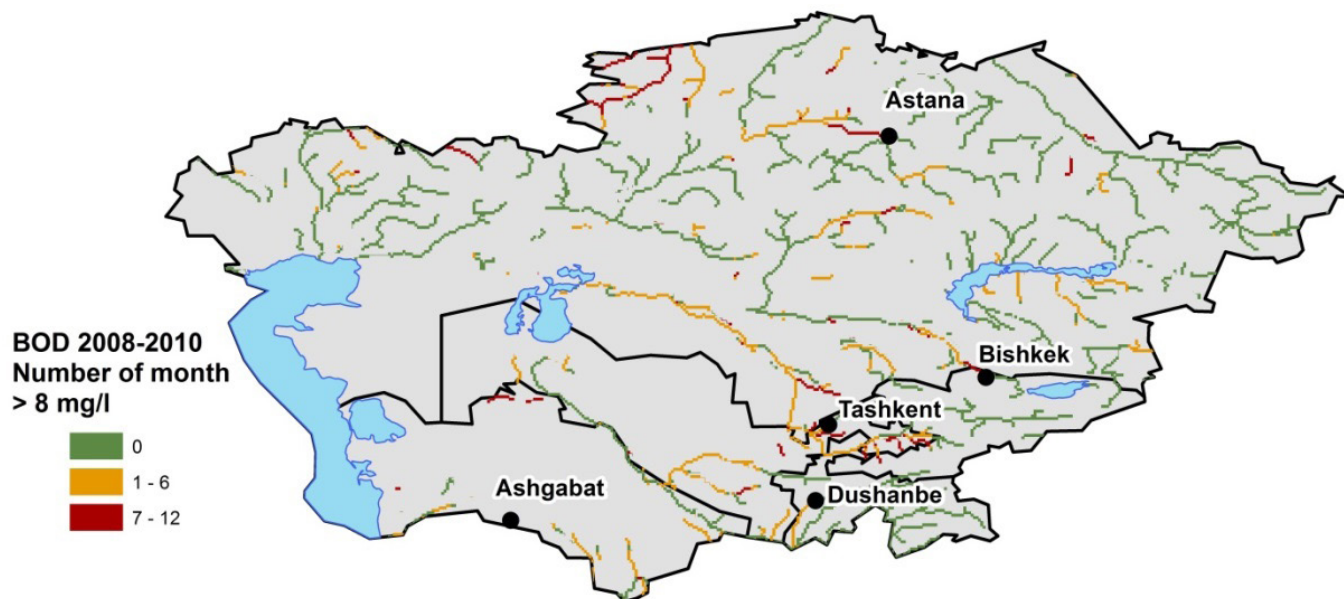 Astana
BOD 2008-2010
Number of month
> 8 mg/l
0
1 - 6
7 - 12
Bishkek
Tashkent
Ashgabat
Dushanbe